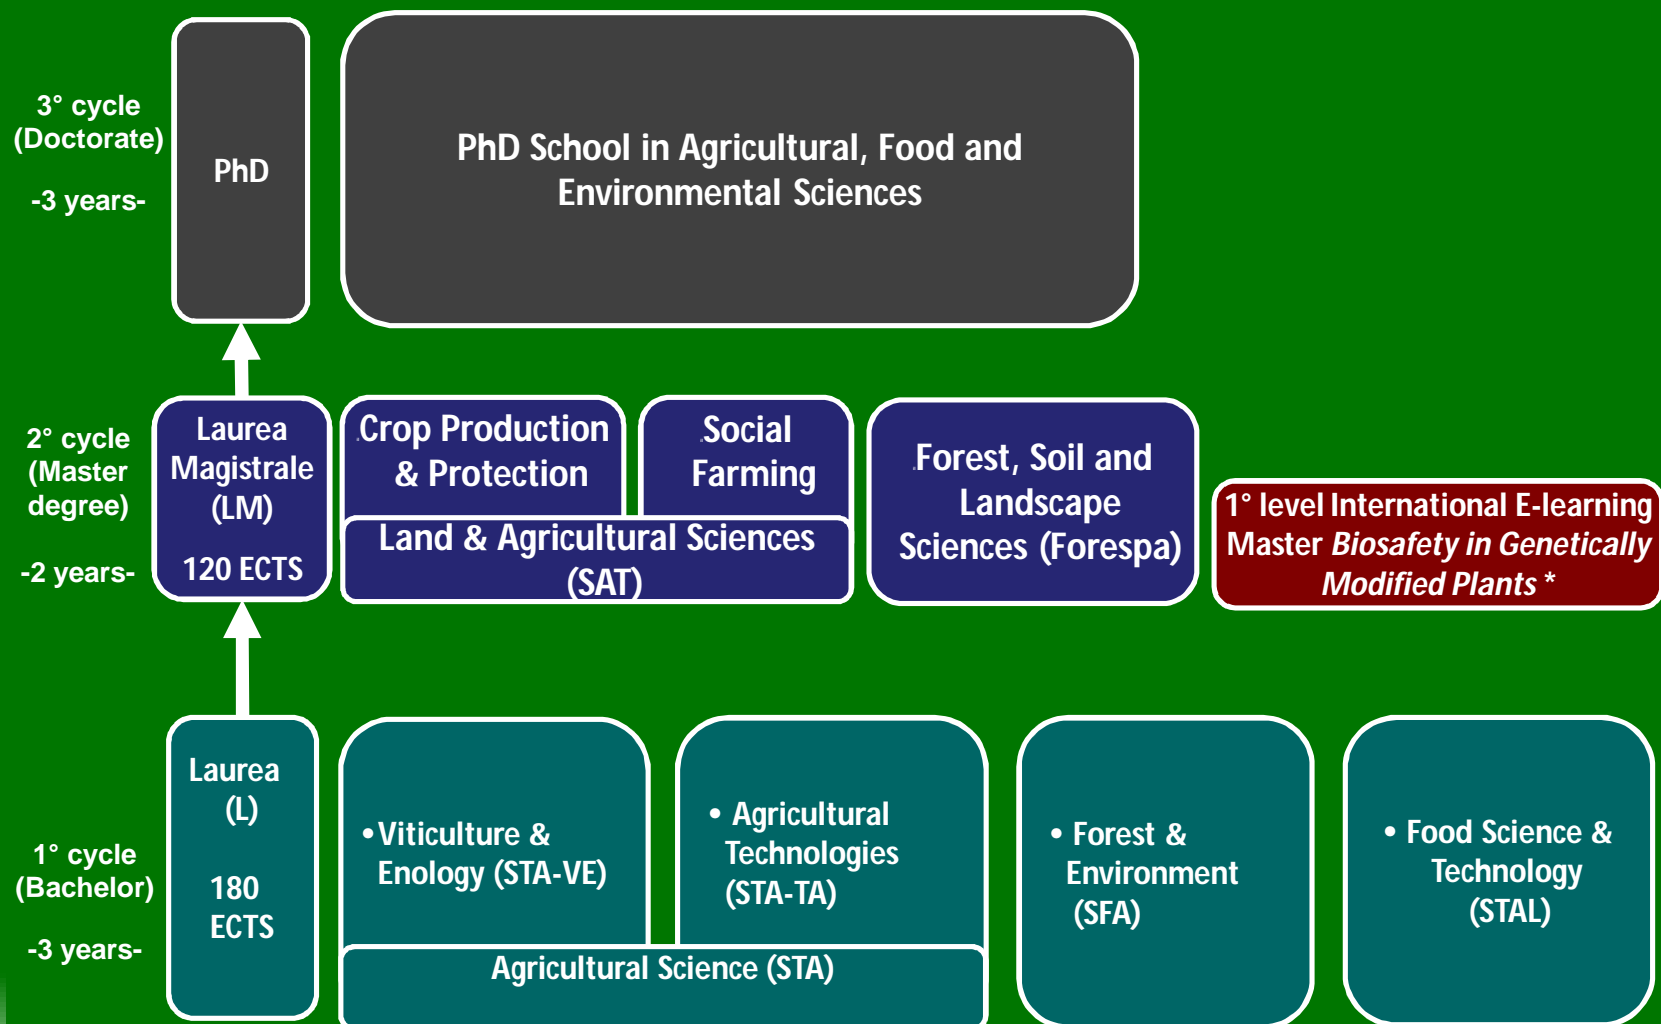 3° cycle
(Doctorate)
-3 years-
PhD
PhD School in Agricultural, Food and
Environmental Sciences
2° cycle
(Master
degree)
-2 years-
Laurea
Magistrale
(LM)
120 ECTS
Crop Production
& Protection
Social
Farming
Land & Agricultural Sciences
(SAT)
Forest, Soil and
Landscape
Sciences (Forespa)
1° level International E-learning
Master Biosafety in Genetically
Modified Plants *
1° cycle
(Bachelor)
-3 years-
Laurea
(L)
180
ECTS
• Viticulture &
Enology (STA-VE)
• Agricultural
Technologies
(STA-TA)
Agricultural Science (STA)
• Forest &
Environment
(SFA)
• Food Science &
Technology
(STAL)